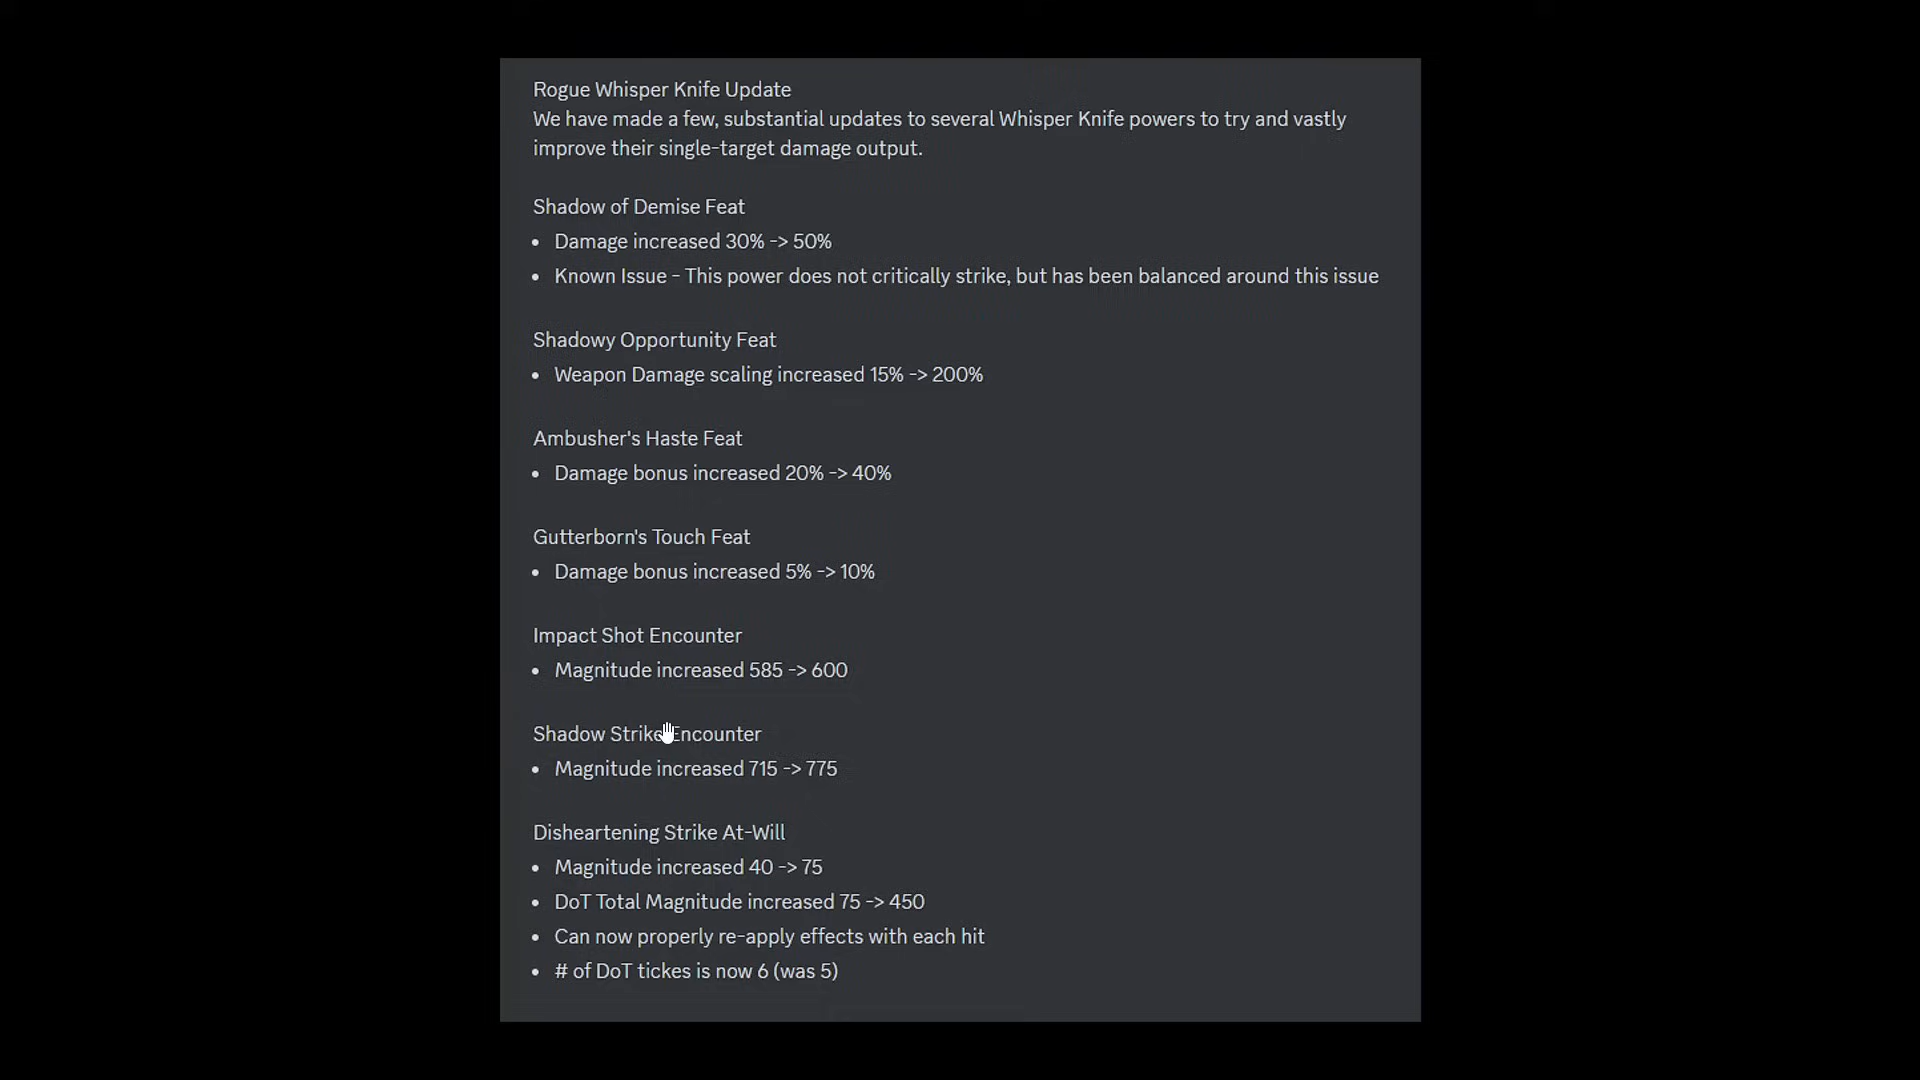 Rogue Whisper Knife Update
We have made a few, substantial updates to several Whisper Knife powers to try and vastly
improve their single-target damage output.
Shadow of Demise Feat
• Damage increased 30% -> 50%
• Known Issue - This power does not critically strike, but has been balanced around this issue
Shadowy Opportunity Feat
• Weapon Damage scaling increased 15% -> 200%
Ambusher's Haste Feat
• Damage bonus increased 20% -> 40%
Gutterborn's Touch Feat
• Damage bonus increased 5% -> 10%
Impact Shot Encounter
• Magnitude increased 585 -> 600
Shadow Strike Encounter
• Magnitude increased 715 -> 775
Disheartening Strike At-Will
• Magnitude increased 40 -> 75
• DoT Total Magnitude increased 75 -> 450
• Can now properly re-apply effects with each hit
• # of DoT tickes is now 6 (was 5)